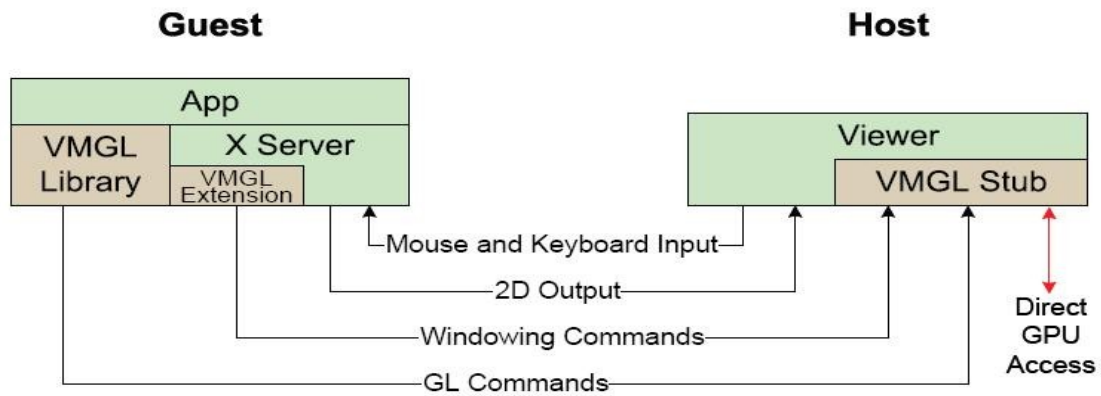 Guest
Host
App
VMGL
Library
X Server
VMGL
Extension
Viewer
VMGL Stub
Mouse and Keyboard Input
2D Output
Windowing Commands
GL Commands
Direct
GPU
Access